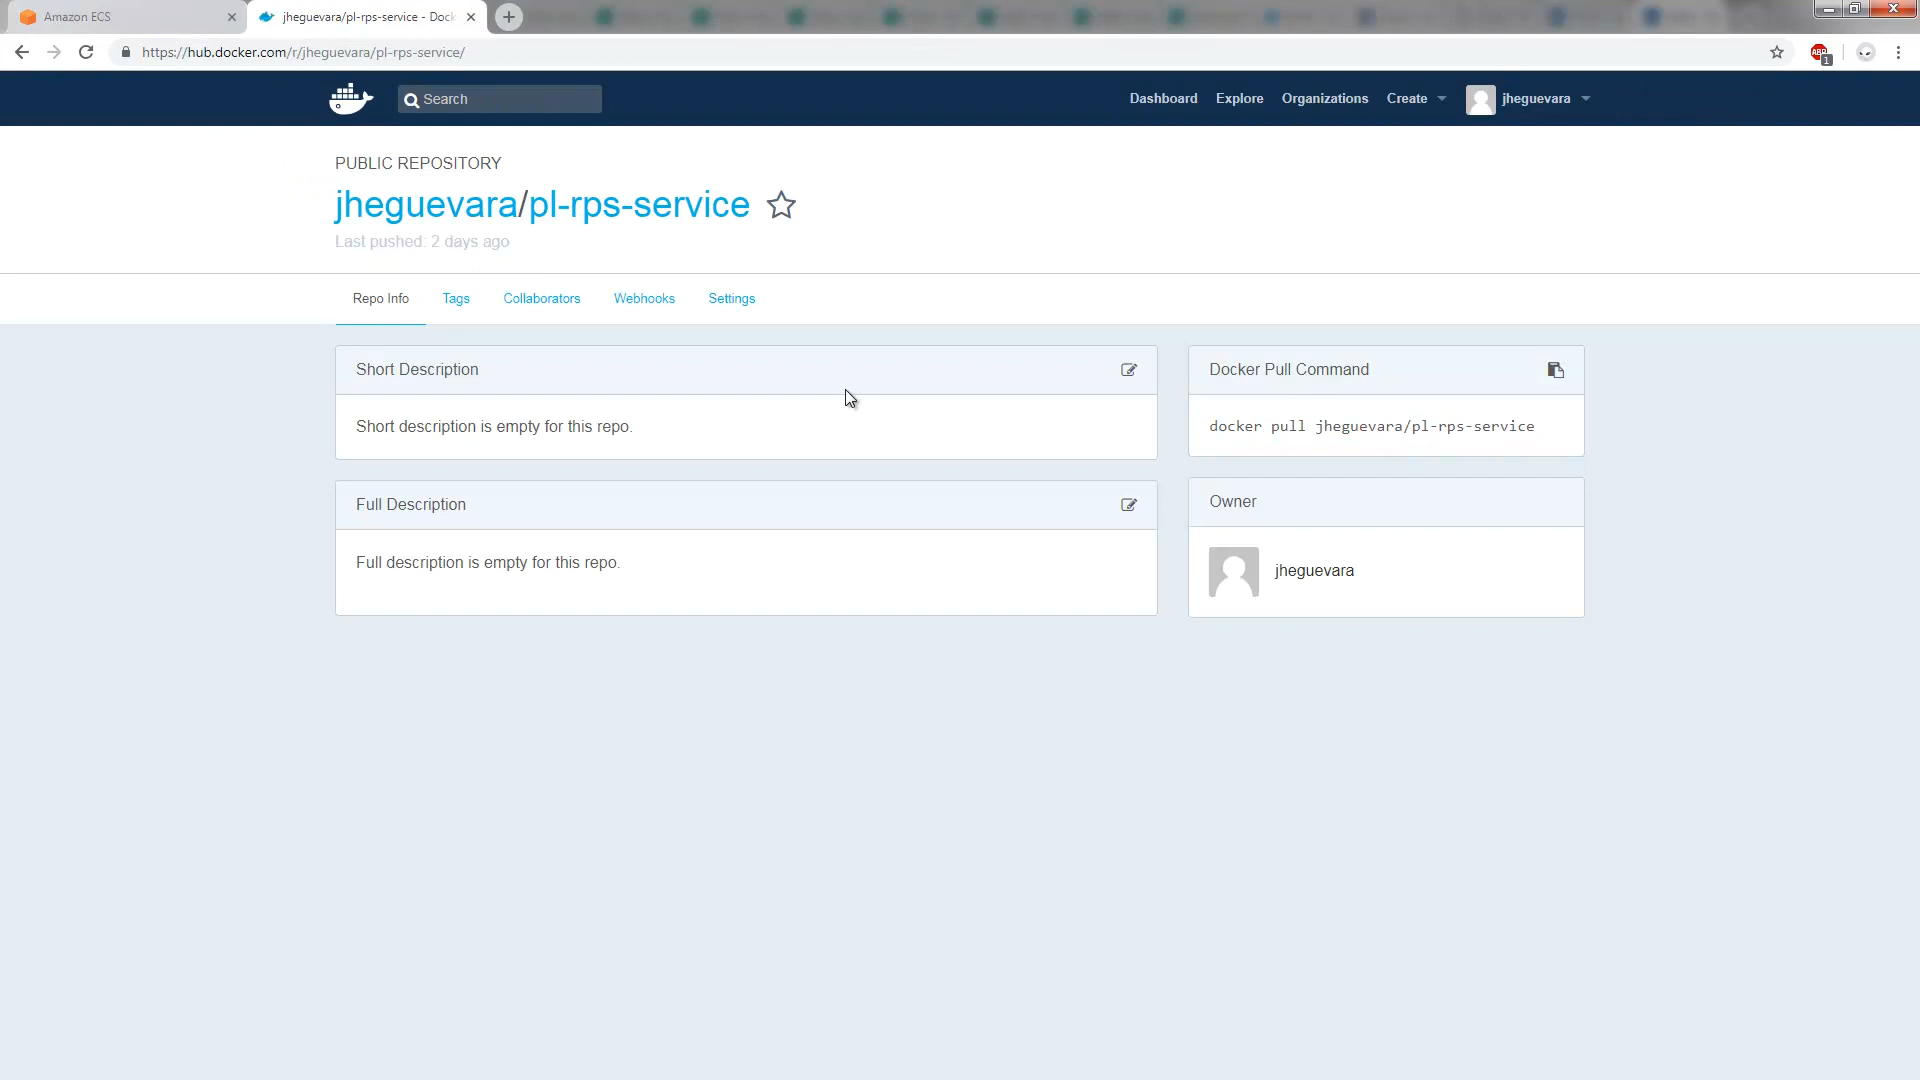 Amazon ECS
jheguevara/pl-rps-service - Dock
https://hub.docker.com/r/jheguevara/pl-rps-service/
ABP
1
Search
Dashboard
Explore
Organizations
Create
jheguevara
PUBLIC REPOSITORY
jheguevara/pl-rps-service
Last pushed: 2 days ago
Repo Info
Tags
Collaborators
Webhooks
Settings
Short Description
Short description is empty for this repo.
Full Description
Full description is empty for this repo.
Docker Pull Command
docker pull jheguevara/pl-rps-service
Owner
jheguevara